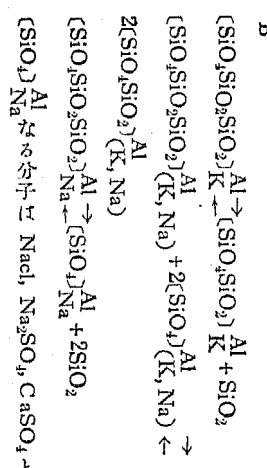 [SiO₄SiO₂SiO₂]Al K →← [SiO₄SiO₂]Al K + SiO₂
[SiO₄SiO₂SiO₂]Al (K, Na) + 2[SiO₄]Al (K, Na) →←
2[SiO₄SiO₂]Al (K, Na)
[SiO₄SiO₂SiO₂]Al Na →← [SiO₄]Al Na + 2SiO₂
[SiO₄]Al Na なる分子は Nacl, Na₂SO₄, CaSO₄